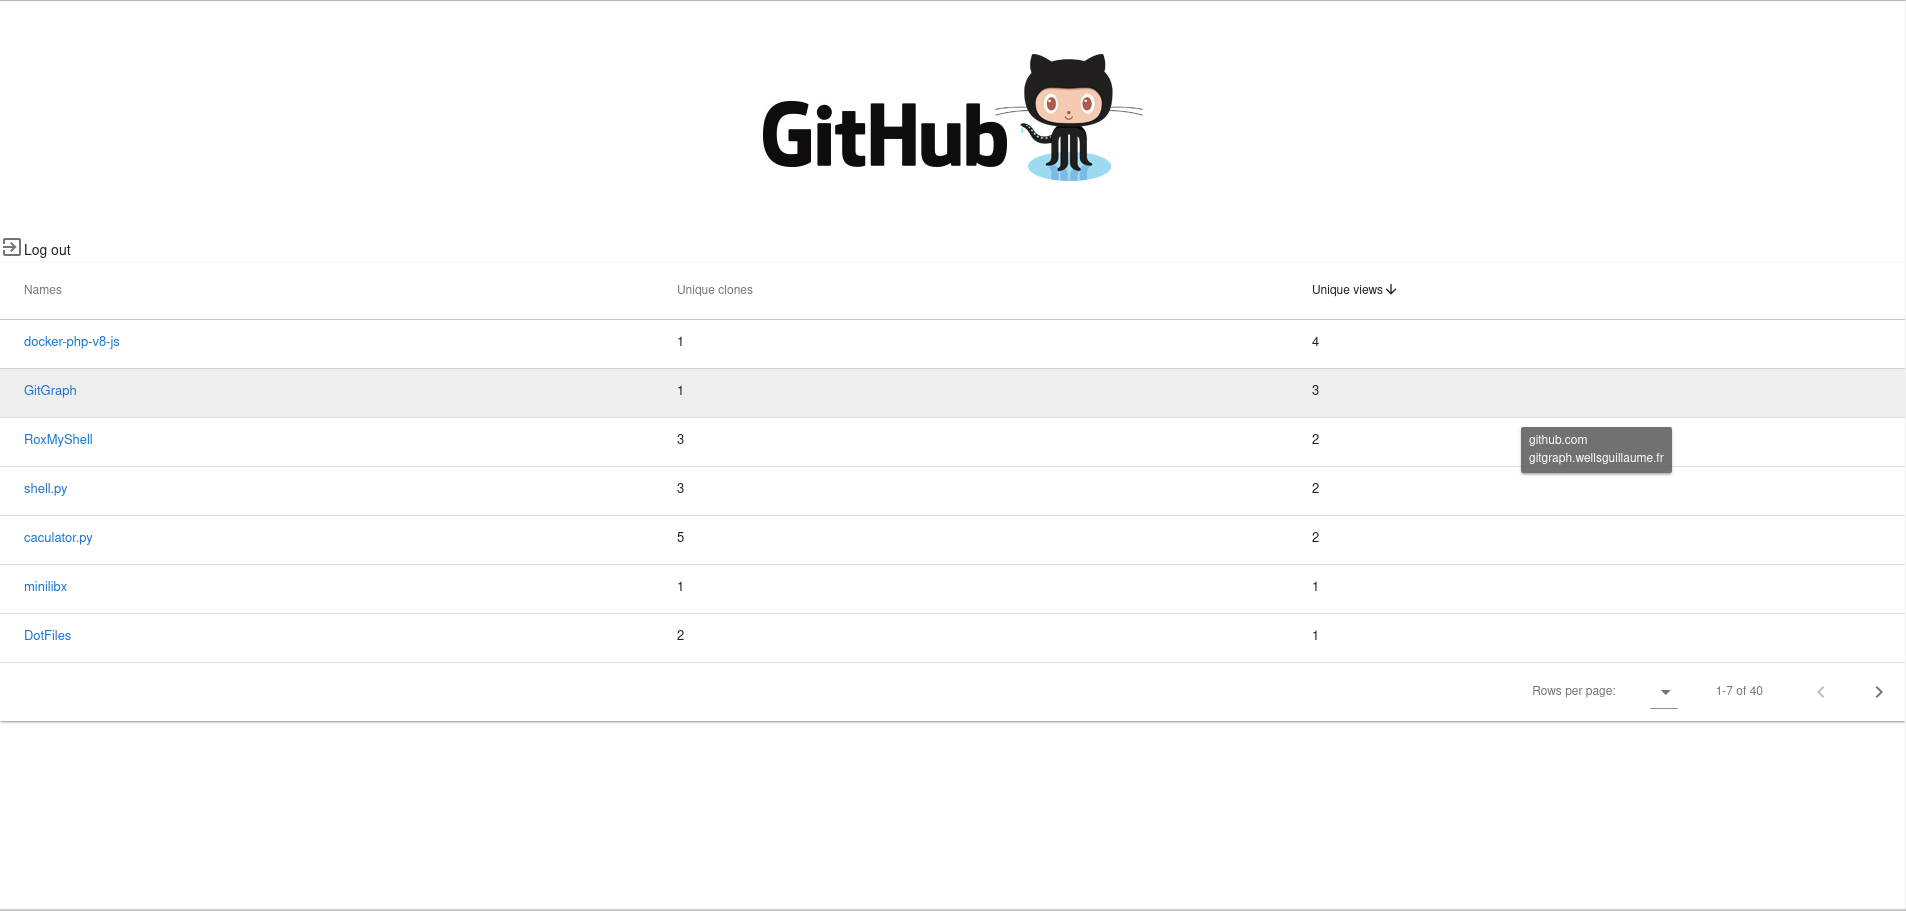 GitHub
Log out
Names Unique clones Unique views
docker-php-v8-js 1 4
GitGraph 1 3
RoxMyShell 3 2
github.com
gitgraph.wellsguillaume.fr
shell.py 3 2
caculator.py 5 2
minilibx 1 1
DotFiles 2 1
Rows per page: 1-7 of 40